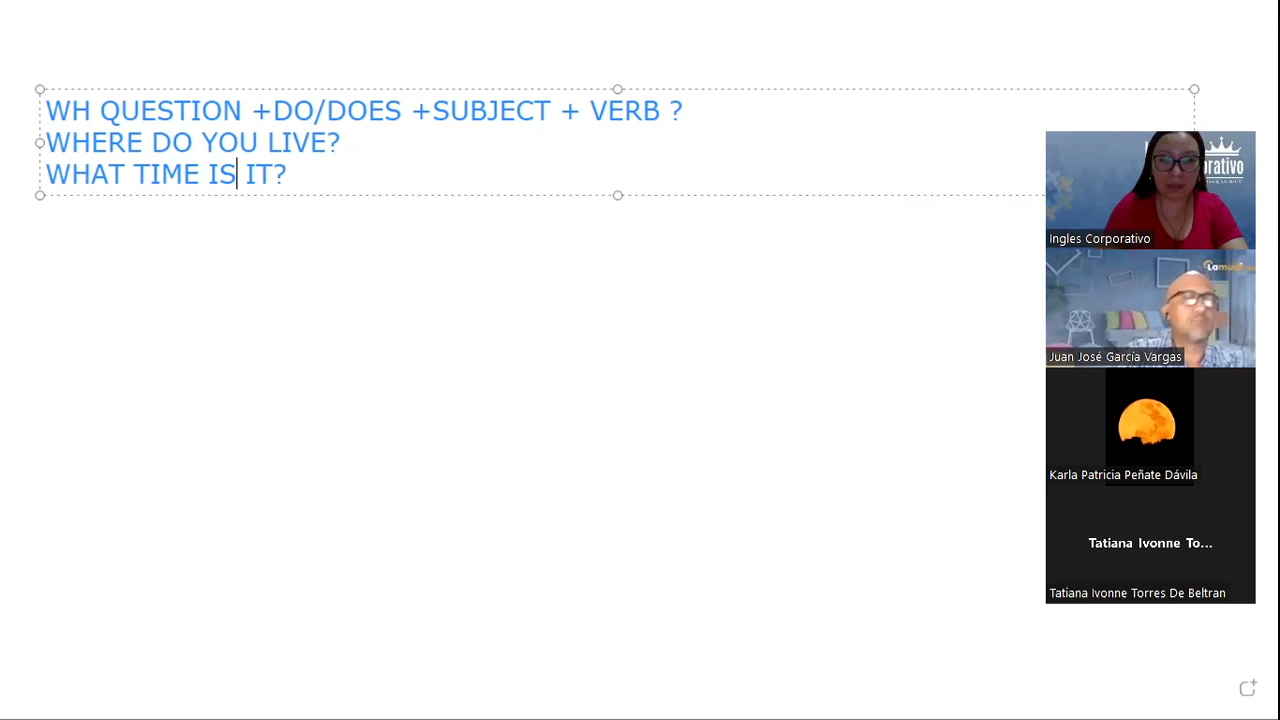 WH QUESTION +DO/DOES +SUBJECT + VERB ?
WHERE DO YOU LIVE?
WHAT TIME IS IT?
Ingles Corporativo
Juan José García Vargas
Karla Patricia Peñate Dávila
Tatiana Ivonne To...
Tatiana Ivonne Torres De Beltran